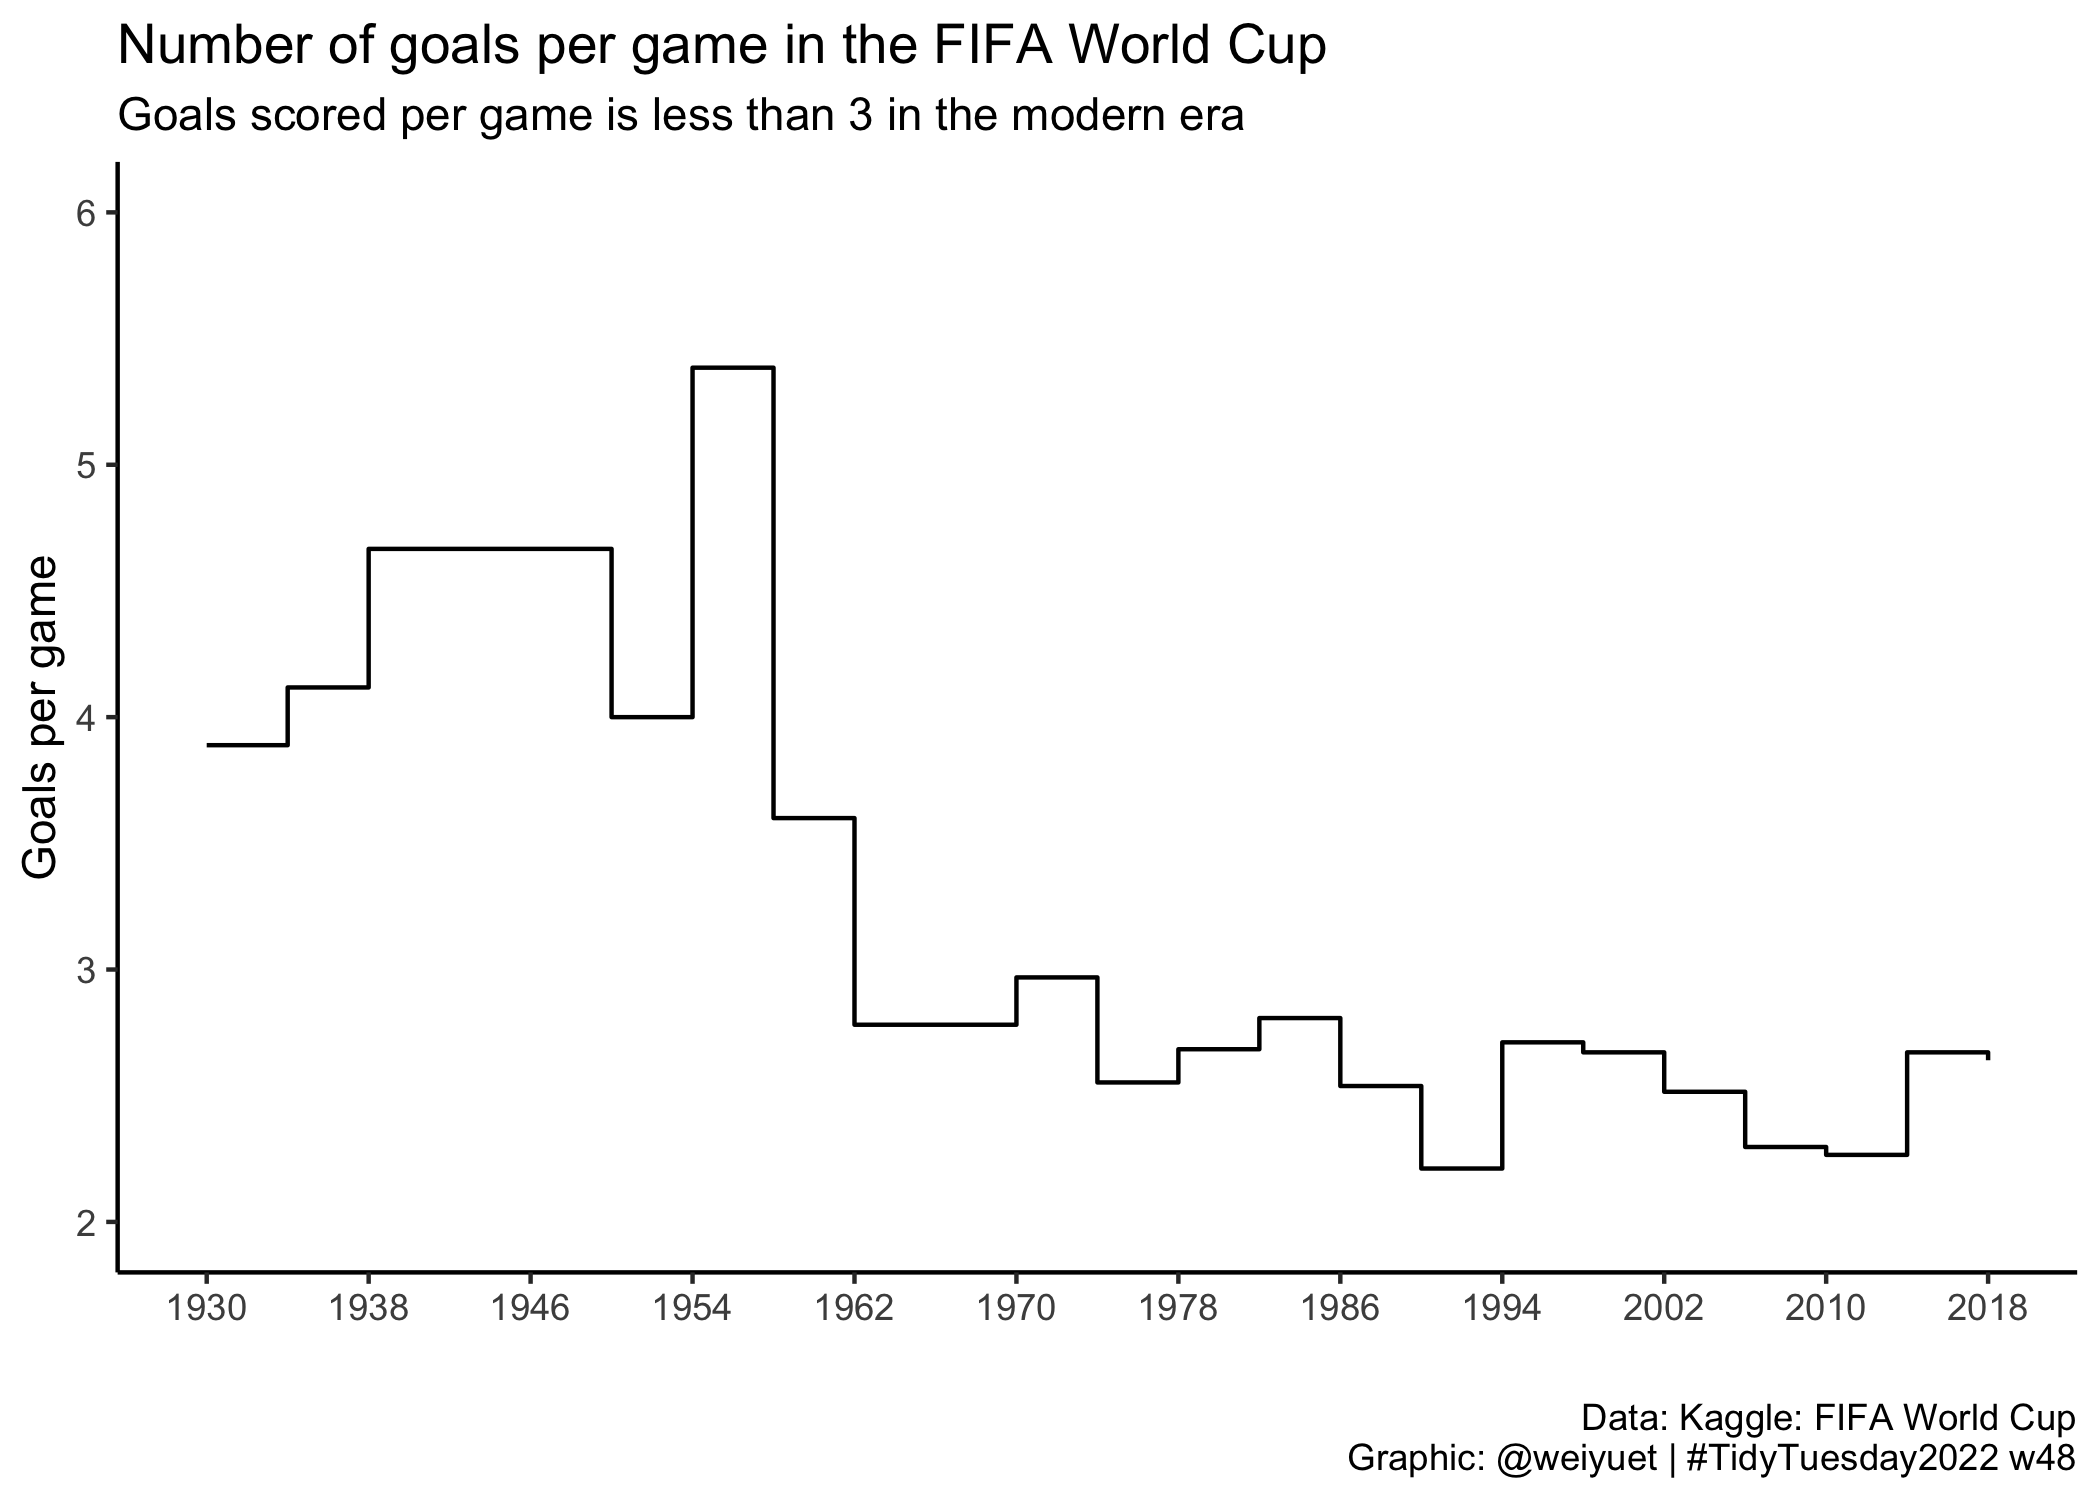 Number of goals per game in the FIFA World Cup
Goals scored per game is less than 3 in the modern era
Goals per game
6
5
4
3
2
1930 1938 1946 1954 1962 1970 1978 1986 1994 2002 2010 2018
Data: Kaggle: FIFA World Cup
Graphic: @weiyuet | #TidyTuesday2022 w48